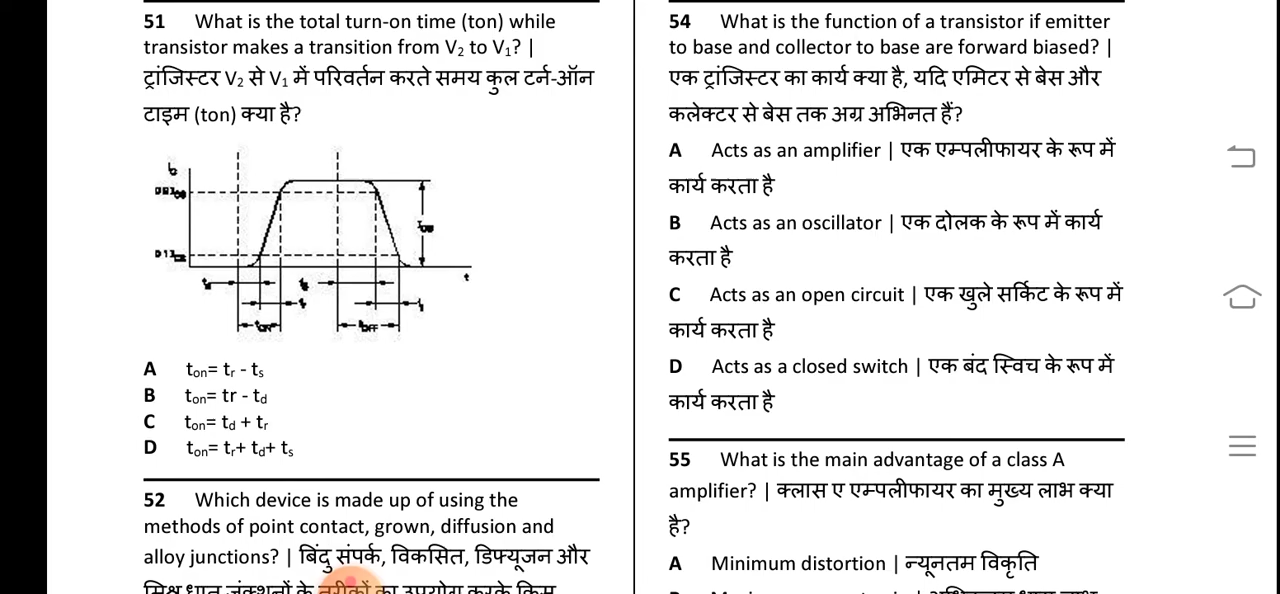 51 What is the total turn-on time (ton) while
transistor makes a transition from V₂ to V₁? |
ट्रांजिस्टर V₂ से V₁ में परिवर्तन करते समय कुल टर्न-ऑन
टाइम (ton) क्या है?
t
A tₒₙ= tᵣ - tₛ
B tₒₙ= tr - t_d
C tₒₙ= t_d + tᵣ
D tₒₙ= tᵣ+ t_d+ tₛ
52 Which device is made up of using the
methods of point contact, grown, diffusion and
alloy junctions? | बिंदु संपर्क, विकसित, डिफ्यूजन और
54 What is the function of a transistor if emitter
to base and collector to base are forward biased? |
एक ट्रांजिस्टर का कार्य क्या है, यदि एमिटर से बेस और
कलेक्टर से बेस तक अग्र अभिनत हैं?
A Acts as an amplifier | एक एम्पलीफायर के रूप में
कार्य करता है
B Acts as an oscillator | एक दोलक के रूप में कार्य
करता है
C Acts as an open circuit | एक खुले सर्किट के रूप में
कार्य करता है
D Acts as a closed switch | एक बंद स्विच के रूप में
कार्य करता है
55 What is the main advantage of a class A
amplifier? | क्लास ए एम्पलीफायर का मुख्य लाभ क्या
है?
A Minimum distortion | न्यूनतम विकृति